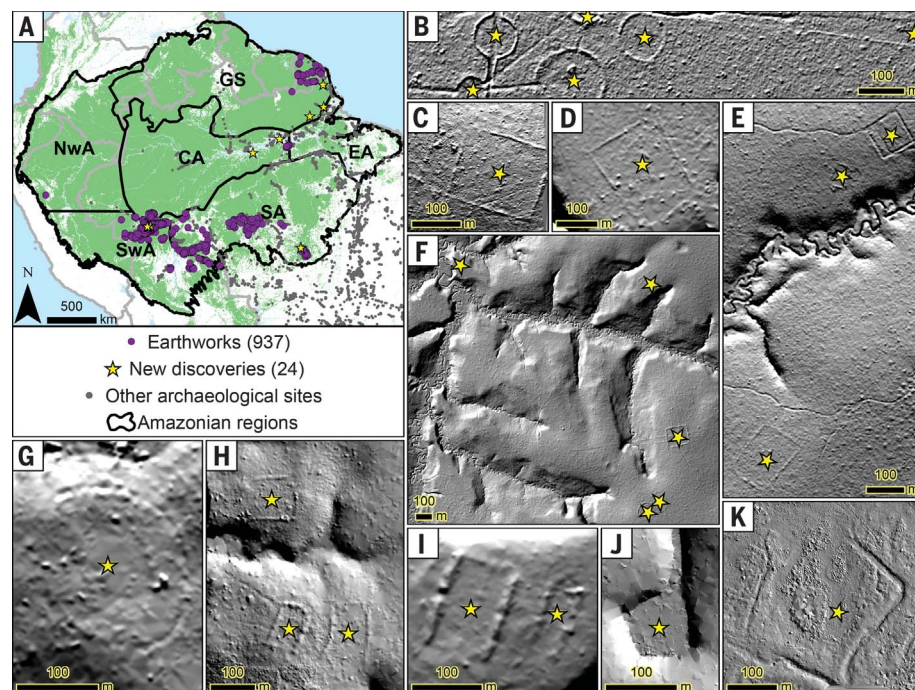 A
GS
NwA
CA
EA
SA
SwA
N
500
km
Earthworks (937)
New discoveries (24)
Other archaeological sites
Amazonian regions
B
100
m
C
100
m
D
100
m
E
100
m
F
100
m
G
100
m
H
100
m
I
100
m
J
100
m
K
100
m